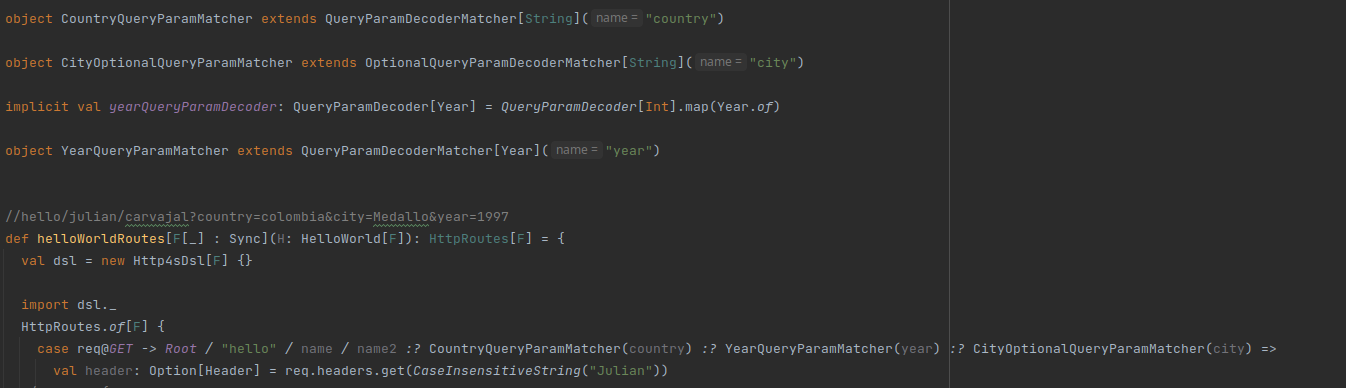 object CountryQueryParamMatcher extends QueryParamDecoderMatcher[String]( name = "country")
object CityOptionalQueryParamMatcher extends OptionalQueryParamDecoderMatcher[String]( name = "city")
implicit val yearQueryParamDecoder: QueryParamDecoder[Year] = QueryParamDecoder[Int].map(Year.of)
object YearQueryParamMatcher extends QueryParamDecoderMatcher[Year]( name = "year")
//hello/julian/carvajal?country=colombia&city=Medallo&year=1997
def helloWorldRoutes[F[_] : Sync](H: HelloWorld[F]): HttpRoutes[F] = {
val dsl = new Http4sDsl[F] {}
import dsl._
HttpRoutes.of[F] {
case req@GET -> Root / "hello" / name / name2 :? CountryQueryParamMatcher(country) :? YearQueryParamMatcher(year) :? CityOptionalQueryParamMatcher(city) =>
val header: Option[Header] = req.headers.get(CaseInsensitiveString("Julian"))